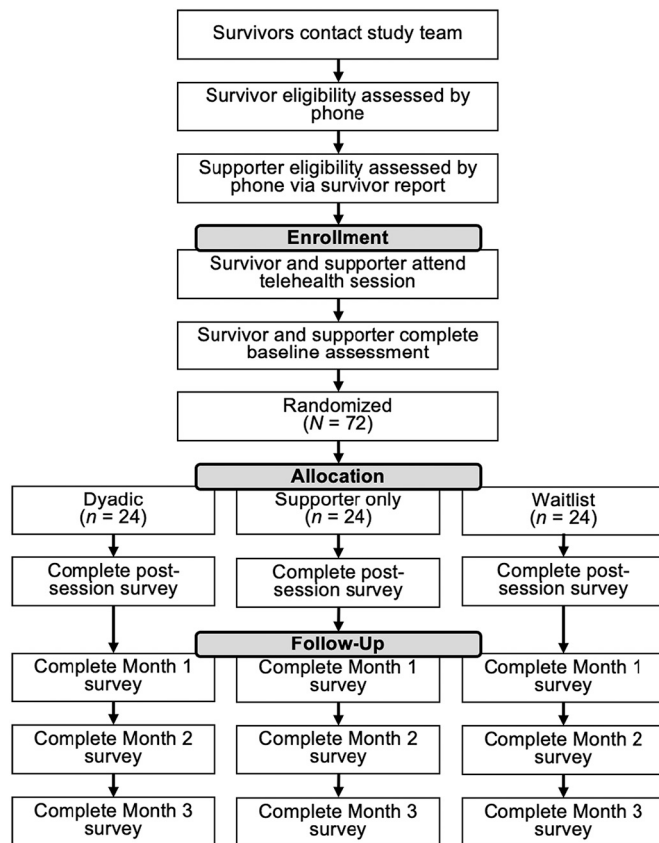 Survivors contact study team
Survivor eligibility assessed by
phone
Supporter eligibility assessed by
phone via survivor report
Enrollment
Survivor and supporter attend
telehealth session
Survivor and supporter complete
baseline assessment
Randomized
(N = 72)
Allocation
Dyadic
(n = 24)
Supporter only
(n = 24)
Waitlist
(n = 24)
Complete post-
session survey
Complete post-
session survey
Complete post-
session survey
Follow-Up
Complete Month 1
survey
Complete Month 1
survey
Complete Month 1
survey
Complete Month 2
survey
Complete Month 2
survey
Complete Month 2
survey
Complete Month 3
survey
Complete Month 3
survey
Complete Month 3
survey